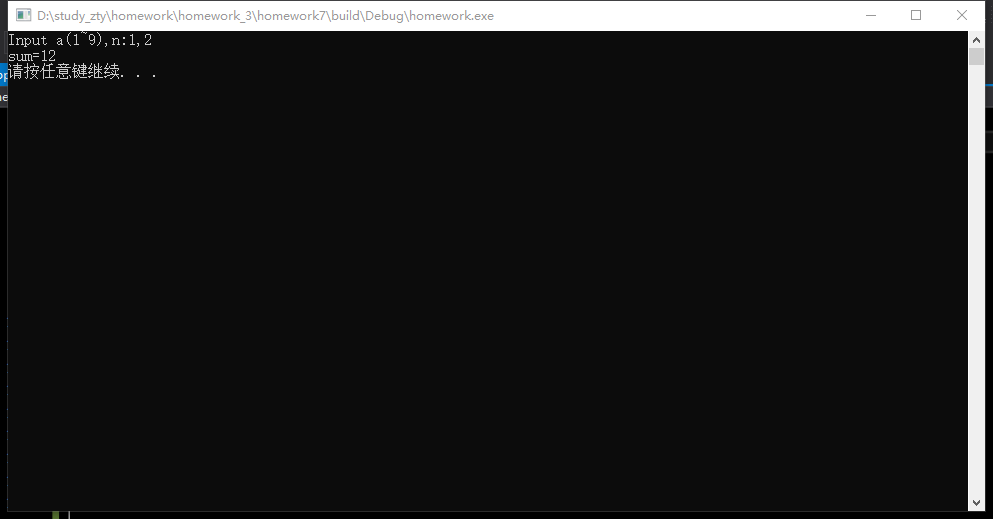 D:\study_zty\homework\homework_3\homework7\build\Debug\homework.exe
Input a(1~9),n:1,2
sum=12
请按任意键继续. . .